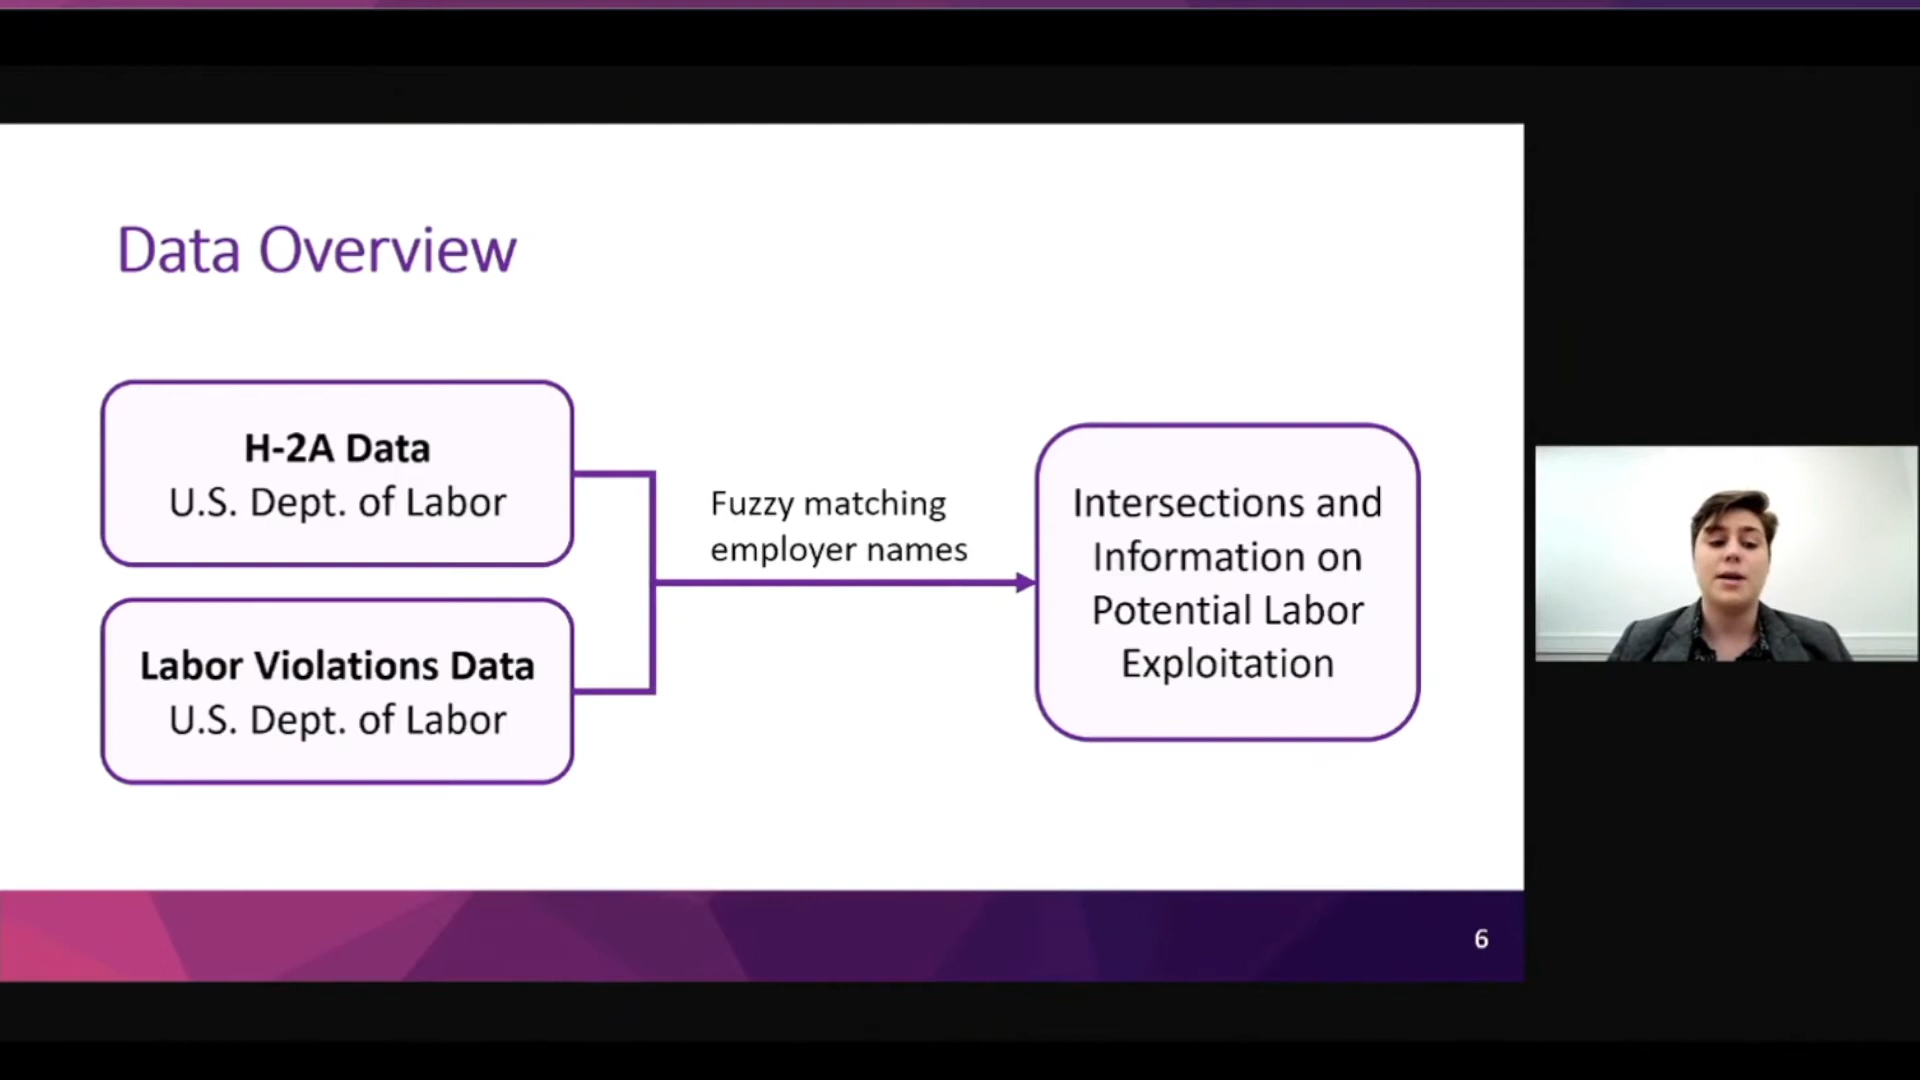 Data Overview
H-2A Data
U.S. Dept. of Labor
Labor Violations Data
U.S. Dept. of Labor
Fuzzy matching
employer names
Intersections and
Information on
Potential Labor
Exploitation
6